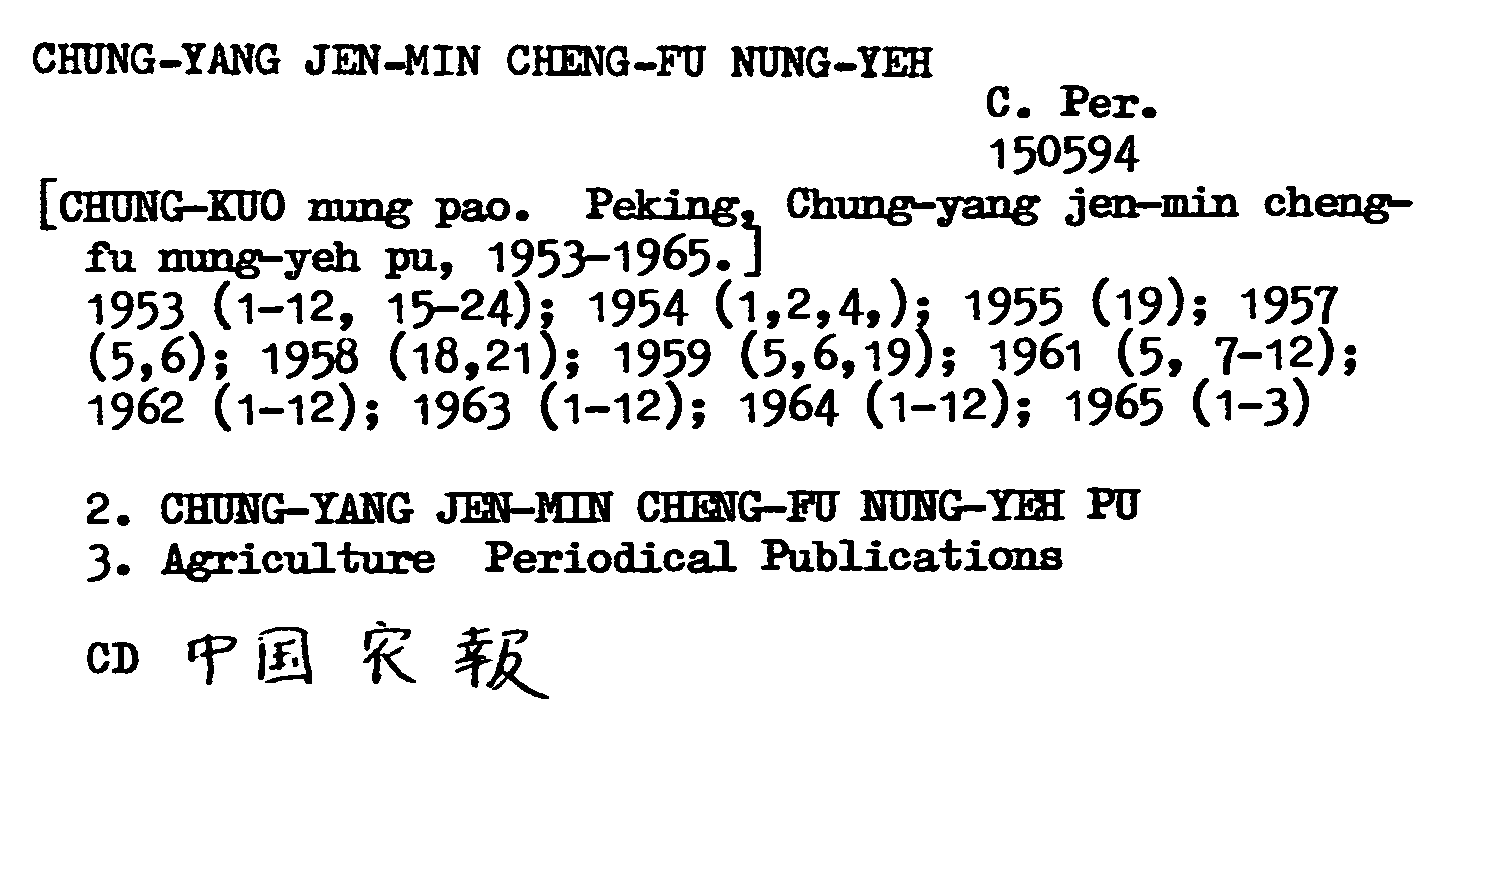 CHUNG-YANG JEN-MIN CHENG-FU NUNG-YEH
C. Per.
150594
[CHUNG-KUO nung pao. Peking, Chung-yang jen-min cheng-
fu nung-yeh pu, 1953-1965.]
1953 (1-12, 15-24); 1954 (1,2,4,); 1955 (19); 1957
(5,6); 1958 (18,21); 1959 (5,6,19); 1961 (5, 7-12);
1962 (1-12); 1963 (1-12); 1964 (1-12); 1965 (1-3)
2. CHUNG-YANG JEN-MIN CHENG-FU NUNG-YEH PU
3. Agriculture Periodical Publications
CD 中国农報